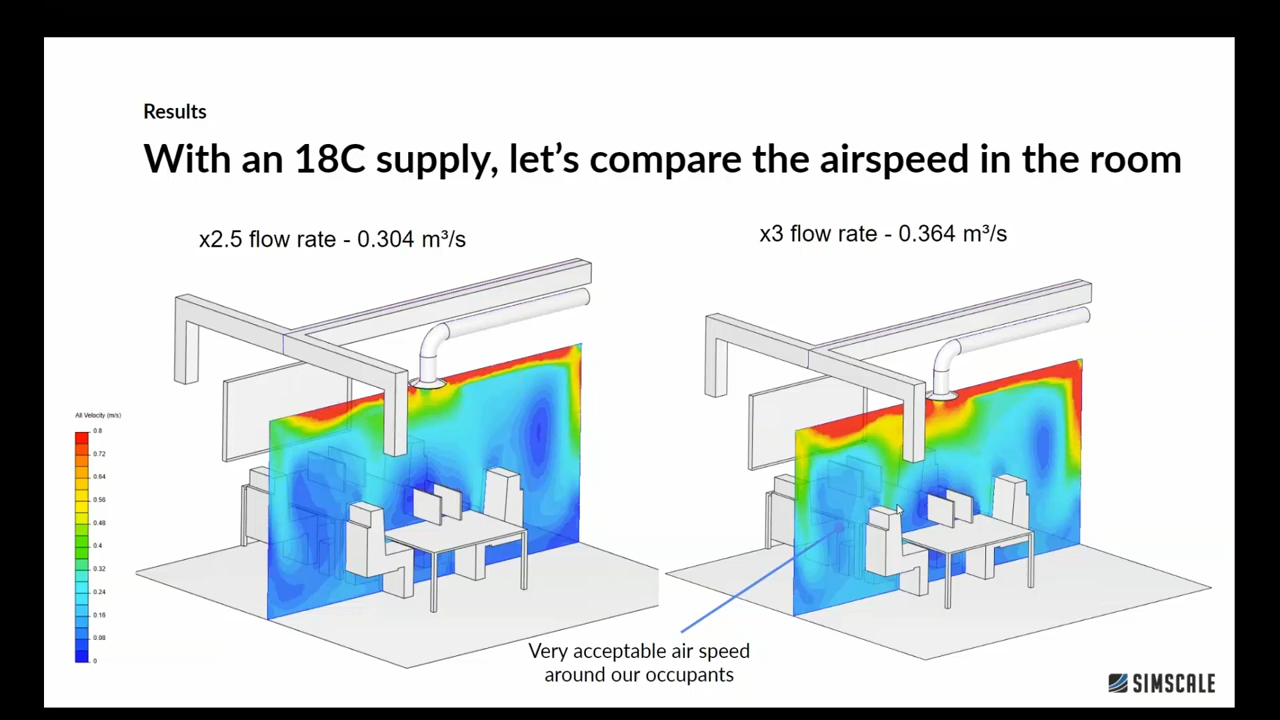 Results
With an 18C supply, let's compare the airspeed in the room
x2.5 flow rate - 0.304 m³/s
x3 flow rate - 0.364 m³/s
All Velocity (m/s)
0.8
0.72
0.64
0.56
0.48
0.4
0.32
0.24
0.16
0.08
0
Very acceptable air speed
around our occupants
SIMSCALE